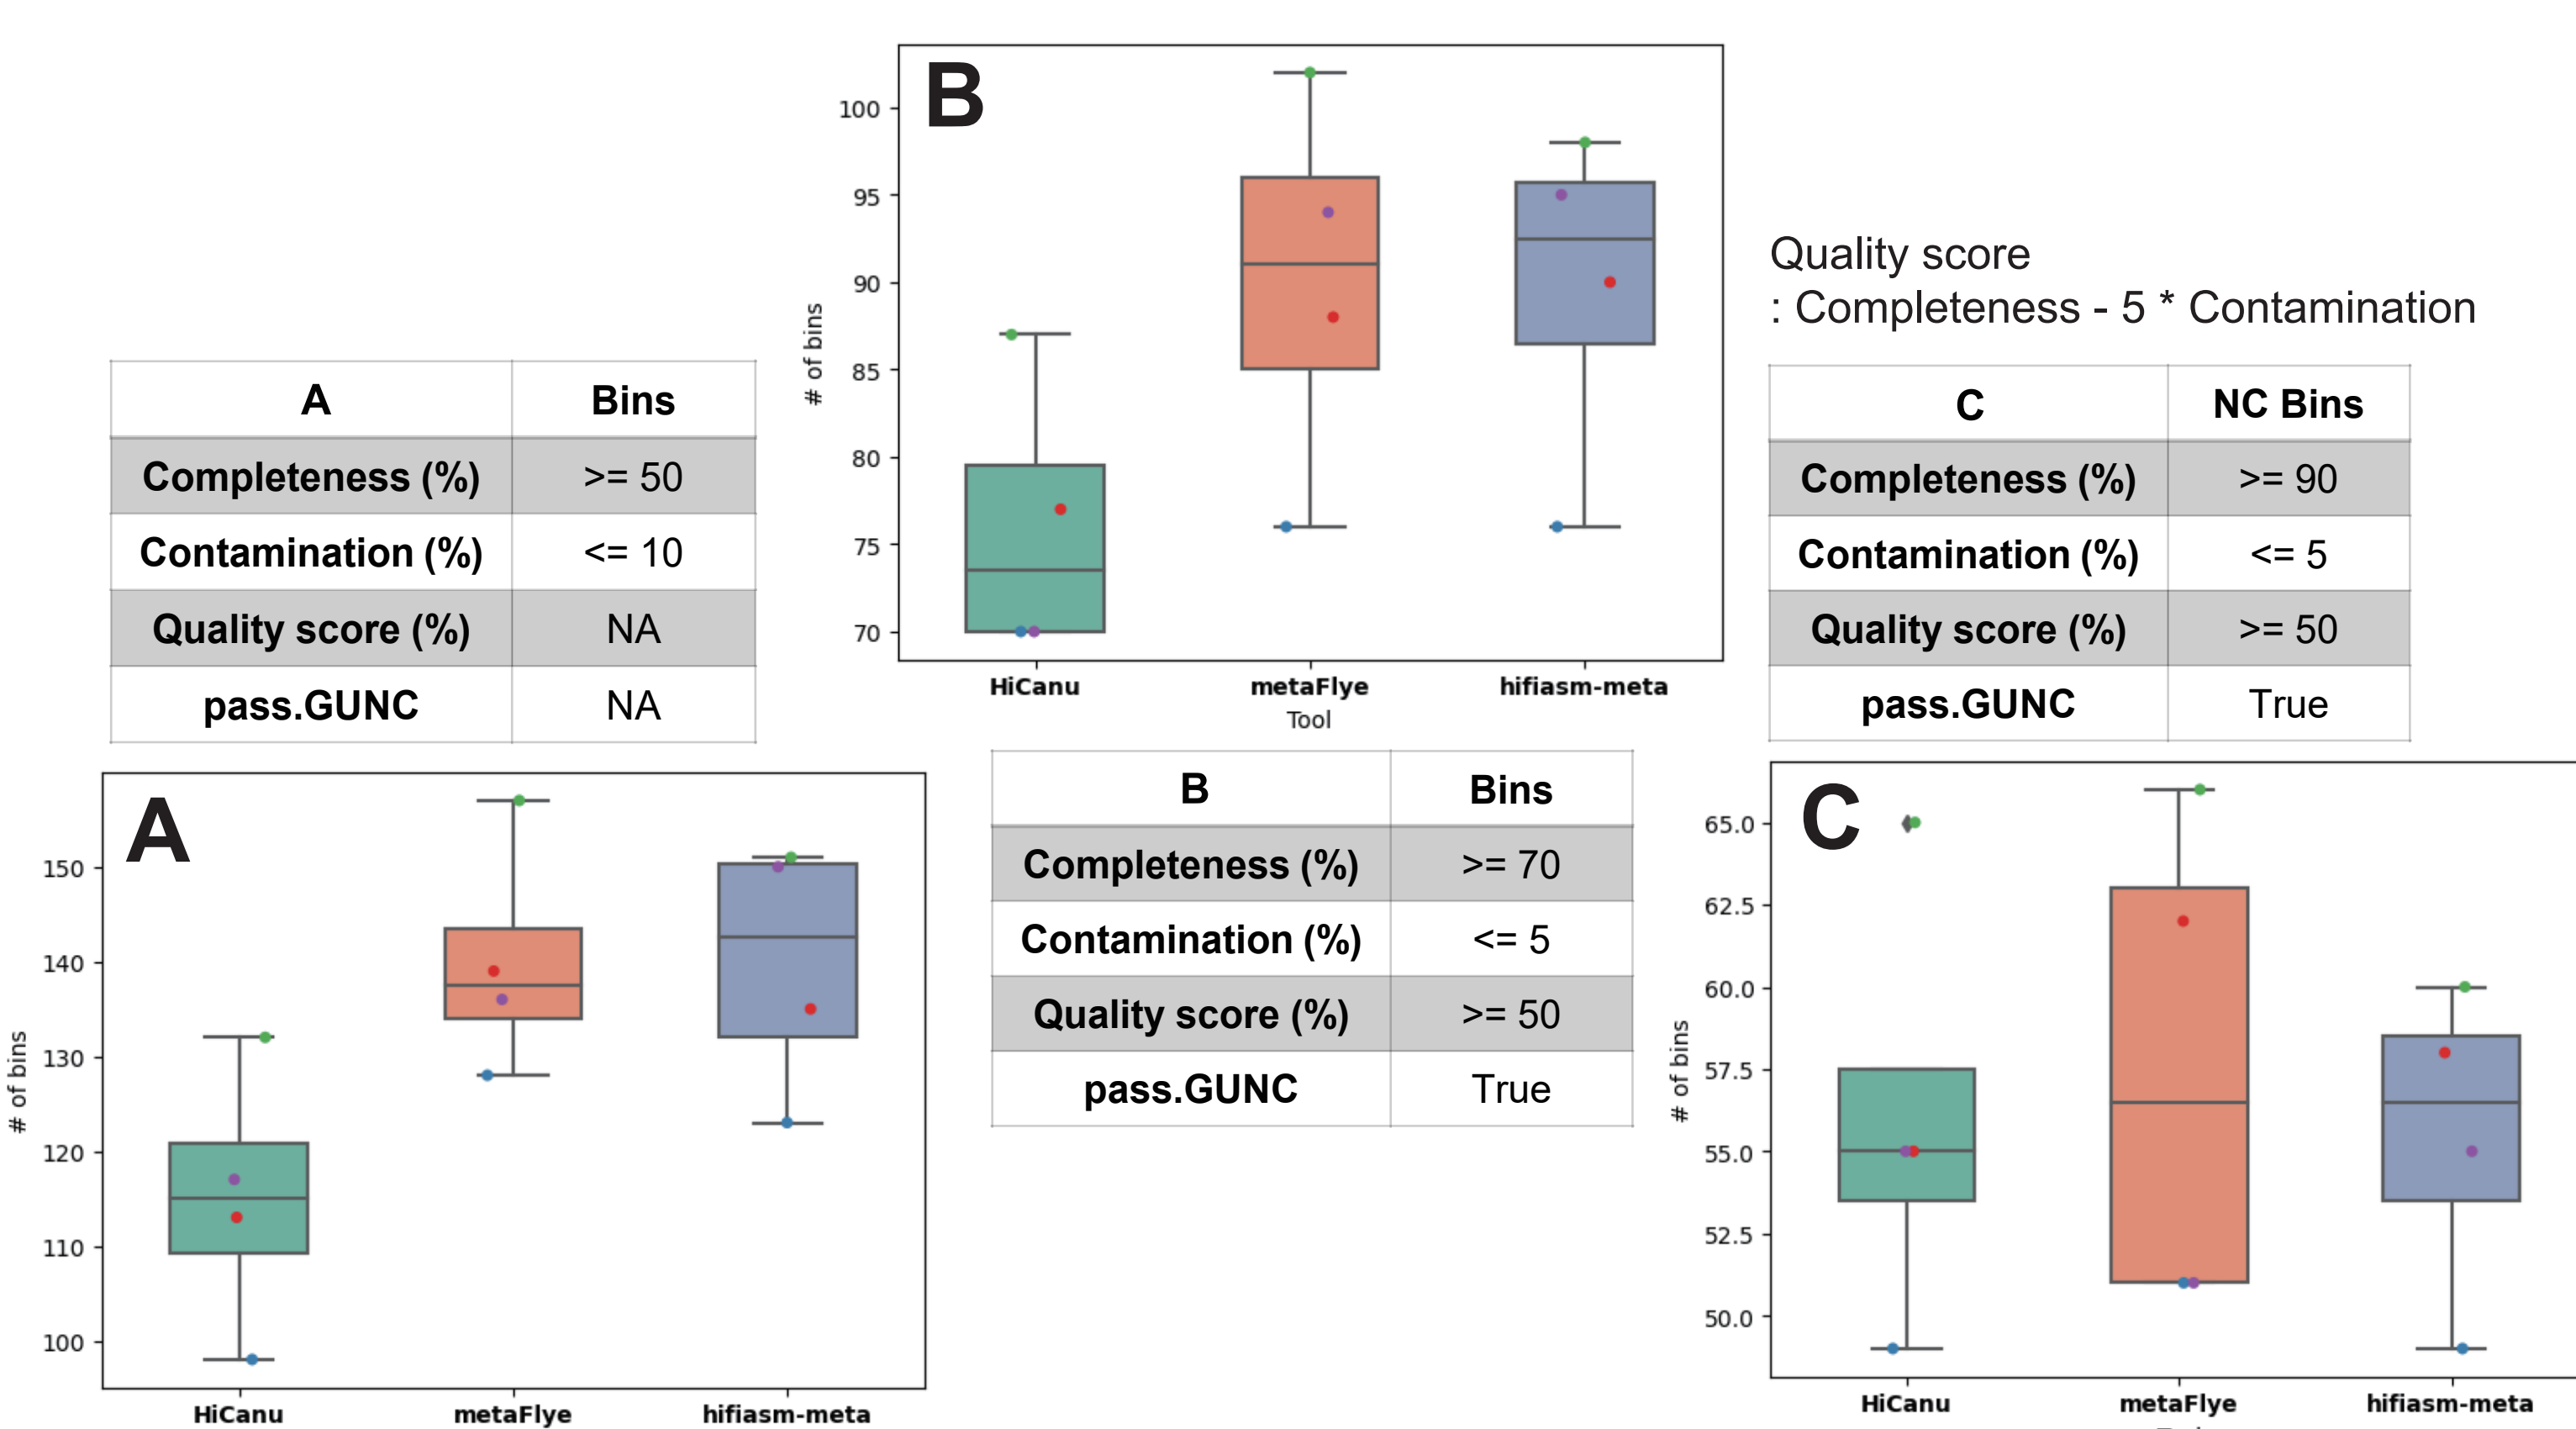 B
100
95
90
85
80
75
70
# of bins
HiCanu metaFlye hifiasm-meta
Tool
Quality score
: Completeness - 5 * Contamination
A Bins
Completeness (%) >= 50
Contamination (%) <= 10
Quality score (%) NA
pass.GUNC NA
C NC Bins
Completeness (%) >= 90
Contamination (%) <= 5
Quality score (%) >= 50
pass.GUNC True
A
150
140
130
120
110
100
# of bins
HiCanu metaFlye hifiasm-meta
B Bins
Completeness (%) >= 70
Contamination (%) <= 5
Quality score (%) >= 50
pass.GUNC True
C
65.0
62.5
60.0
57.5
55.0
52.5
50.0
# of bins
HiCanu metaFlye hifiasm-meta